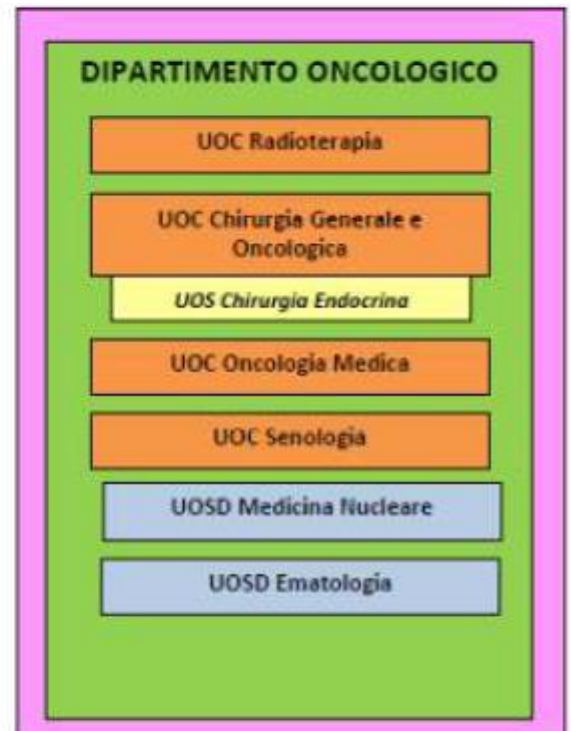 DIPARTIMENTO ONCOLOGICO
UOC Radioterapia
UOC Chirurgia Generale e
Oncologica
UOS Chirurgia Endocrina
UOC Oncologia Medica
UOC Senologia
UOSD Medicina Nucleare
UOSD Ematologia